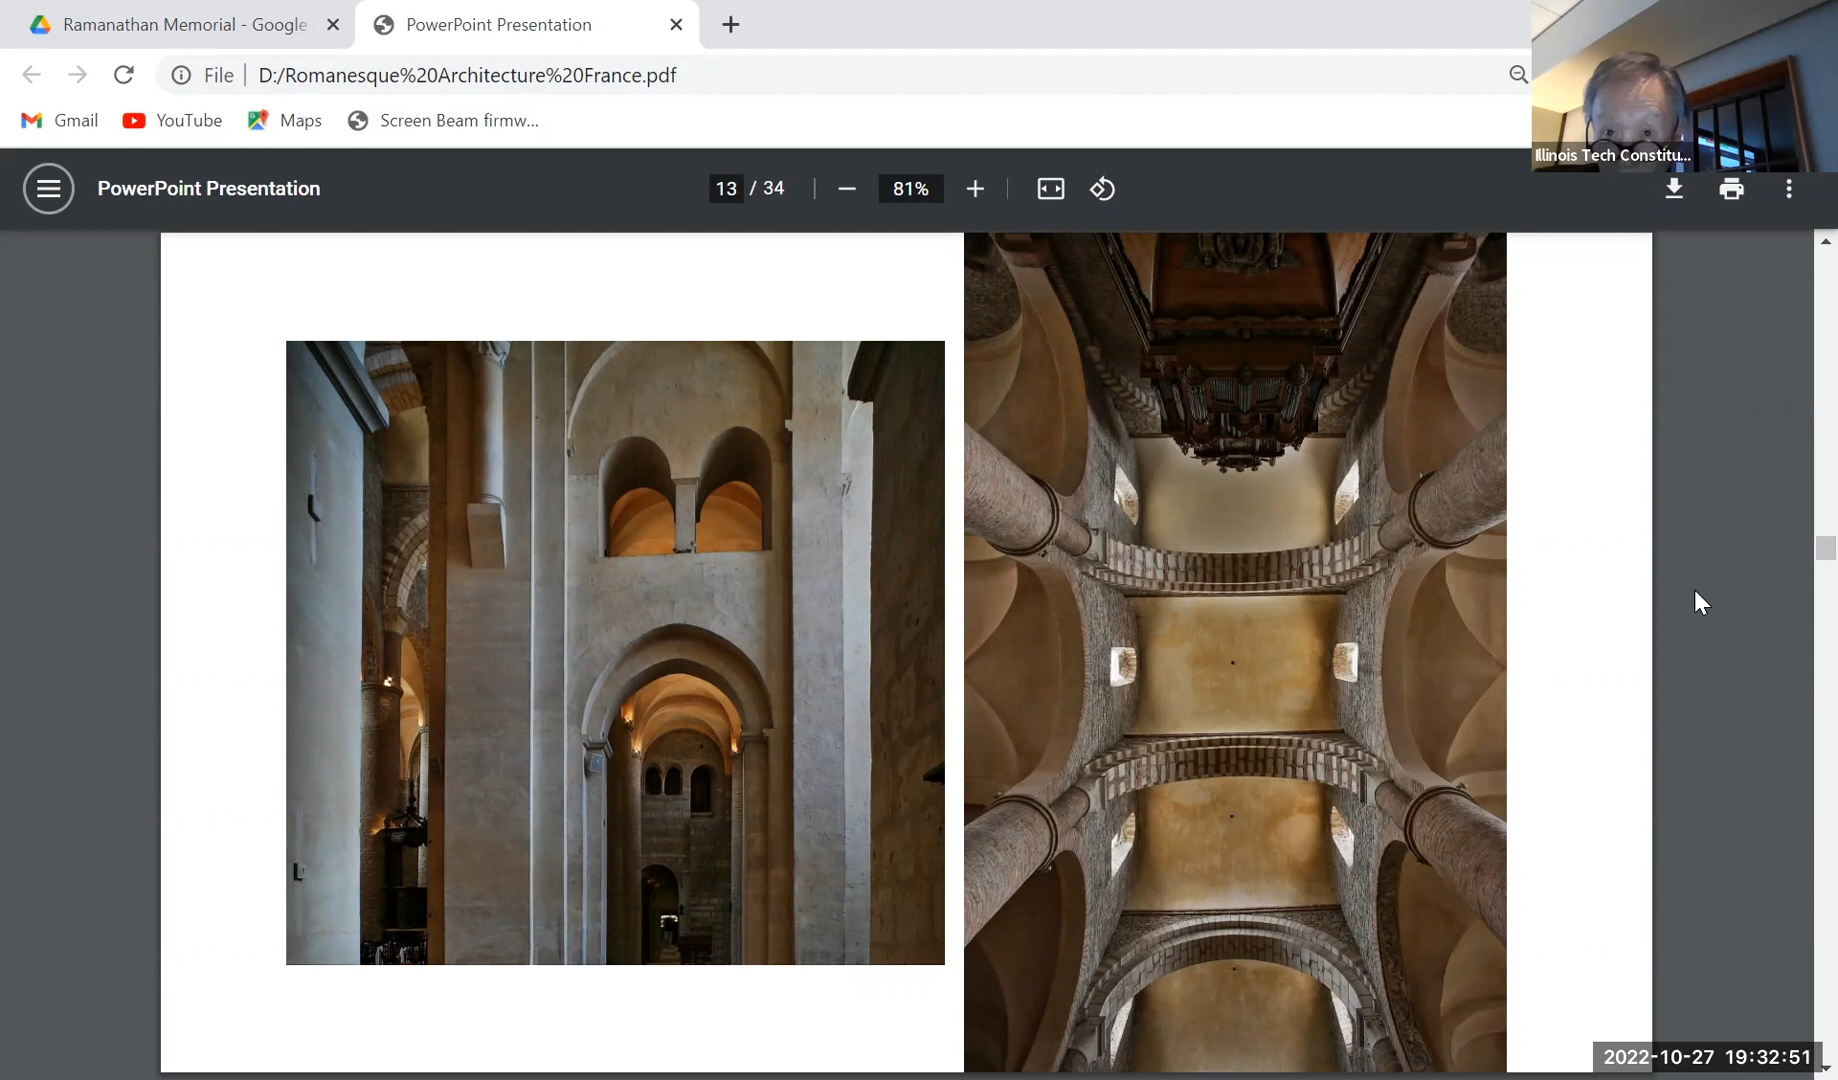 Ramanathan Memorial - Google
PowerPoint Presentation
File
D:/Romanesque%20Architecture%20France.pdf
Gmail
YouTube
Maps
Screen Beam firmw...
Illinois Tech Constitu...
PowerPoint Presentation
13 / 34
81%
2022-10-27 19:32:51